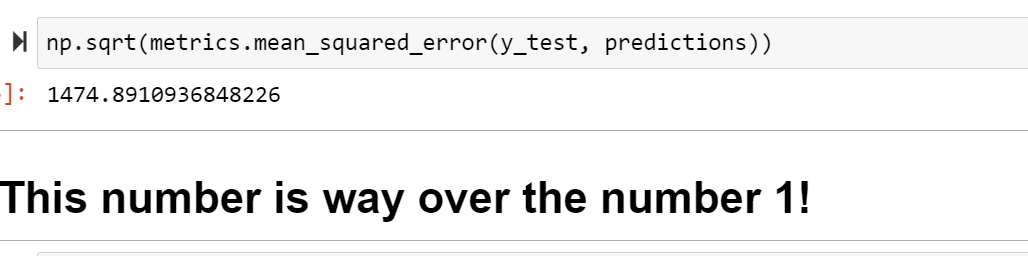 np.sqrt(metrics.mean_squared_error(y_test, predictions))
]: 1474.8910936848226
This number is way over the number 1!